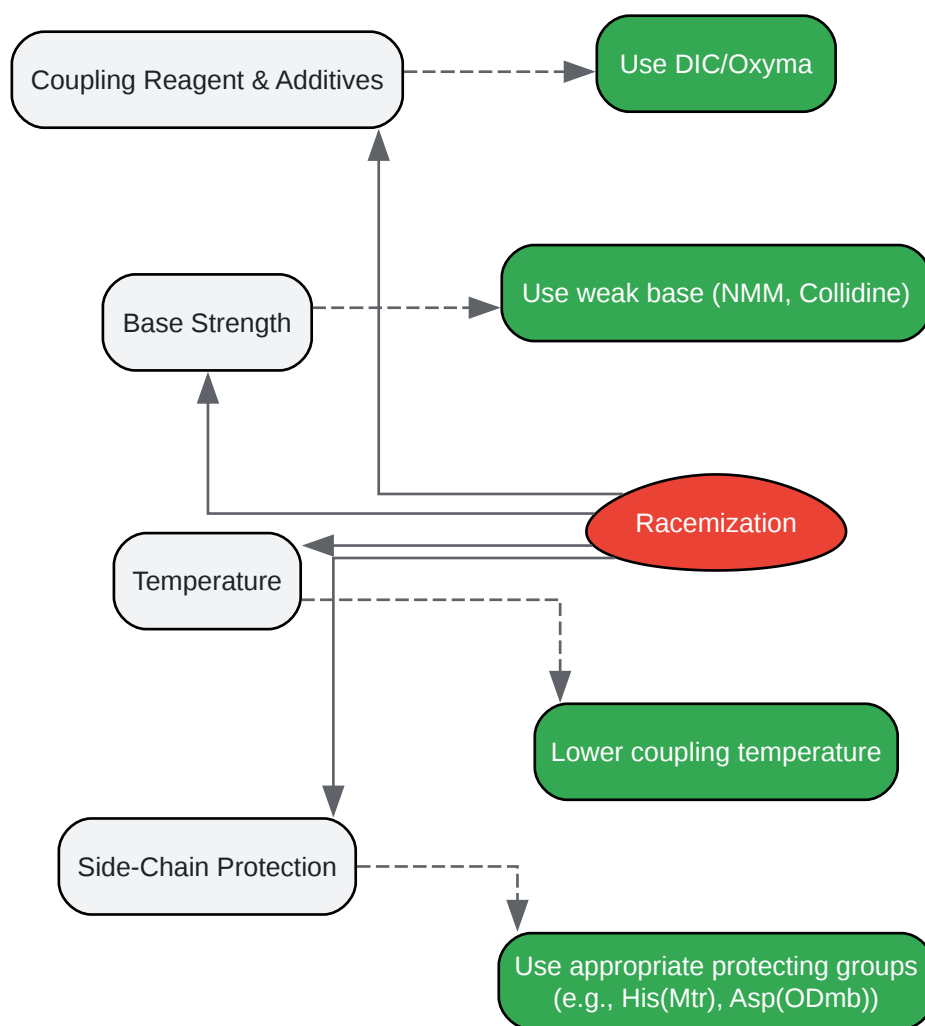 Coupling Reagent & Additives
Use DIC/Oxyma
Base Strength
Use weak base (NMM, Collidine)
Racemization
Temperature
Lower coupling temperature
Side-Chain Protection
Use appropriate protecting groups
(e.g., His(Mtr), Asp(ODmb))